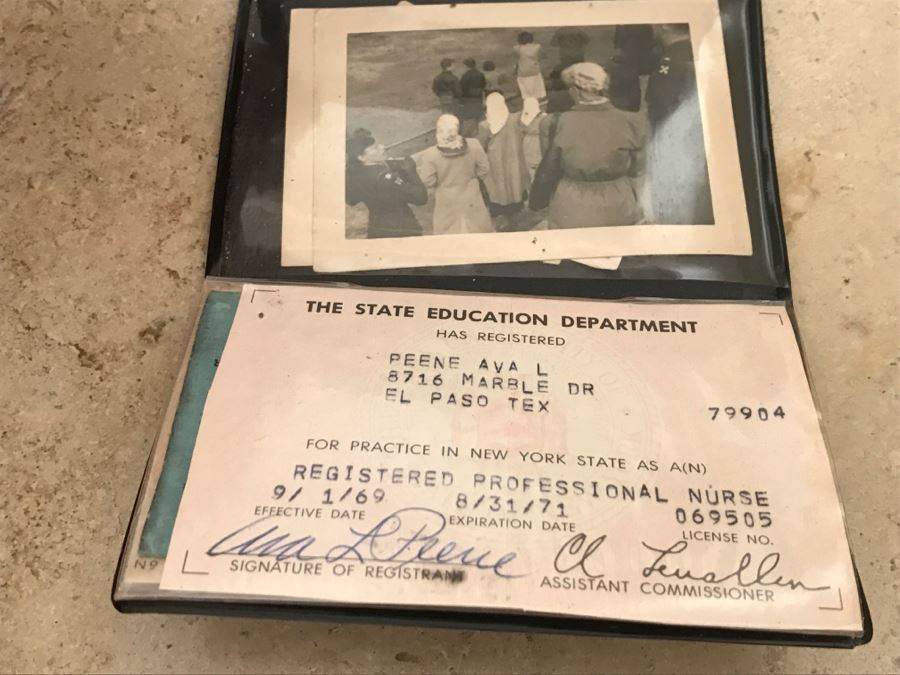 THE STATE EDUCATION DEPARTMENT
HAS REGISTERED
PEENE AVA L
8716 MARBLE DR
EL PASO TEX 79904
FOR PRACTICE IN NEW YORK STATE AS A(N)
REGISTERED PROFESSIONAL NURSE
9/ 1/69 8/31/71 069505
EFFECTIVE DATE EXPIRATION DATE LICENSE NO.
Ava L Peene
SIGNATURE OF REGISTRANT ASSISTANT COMMISSIONER
Nº